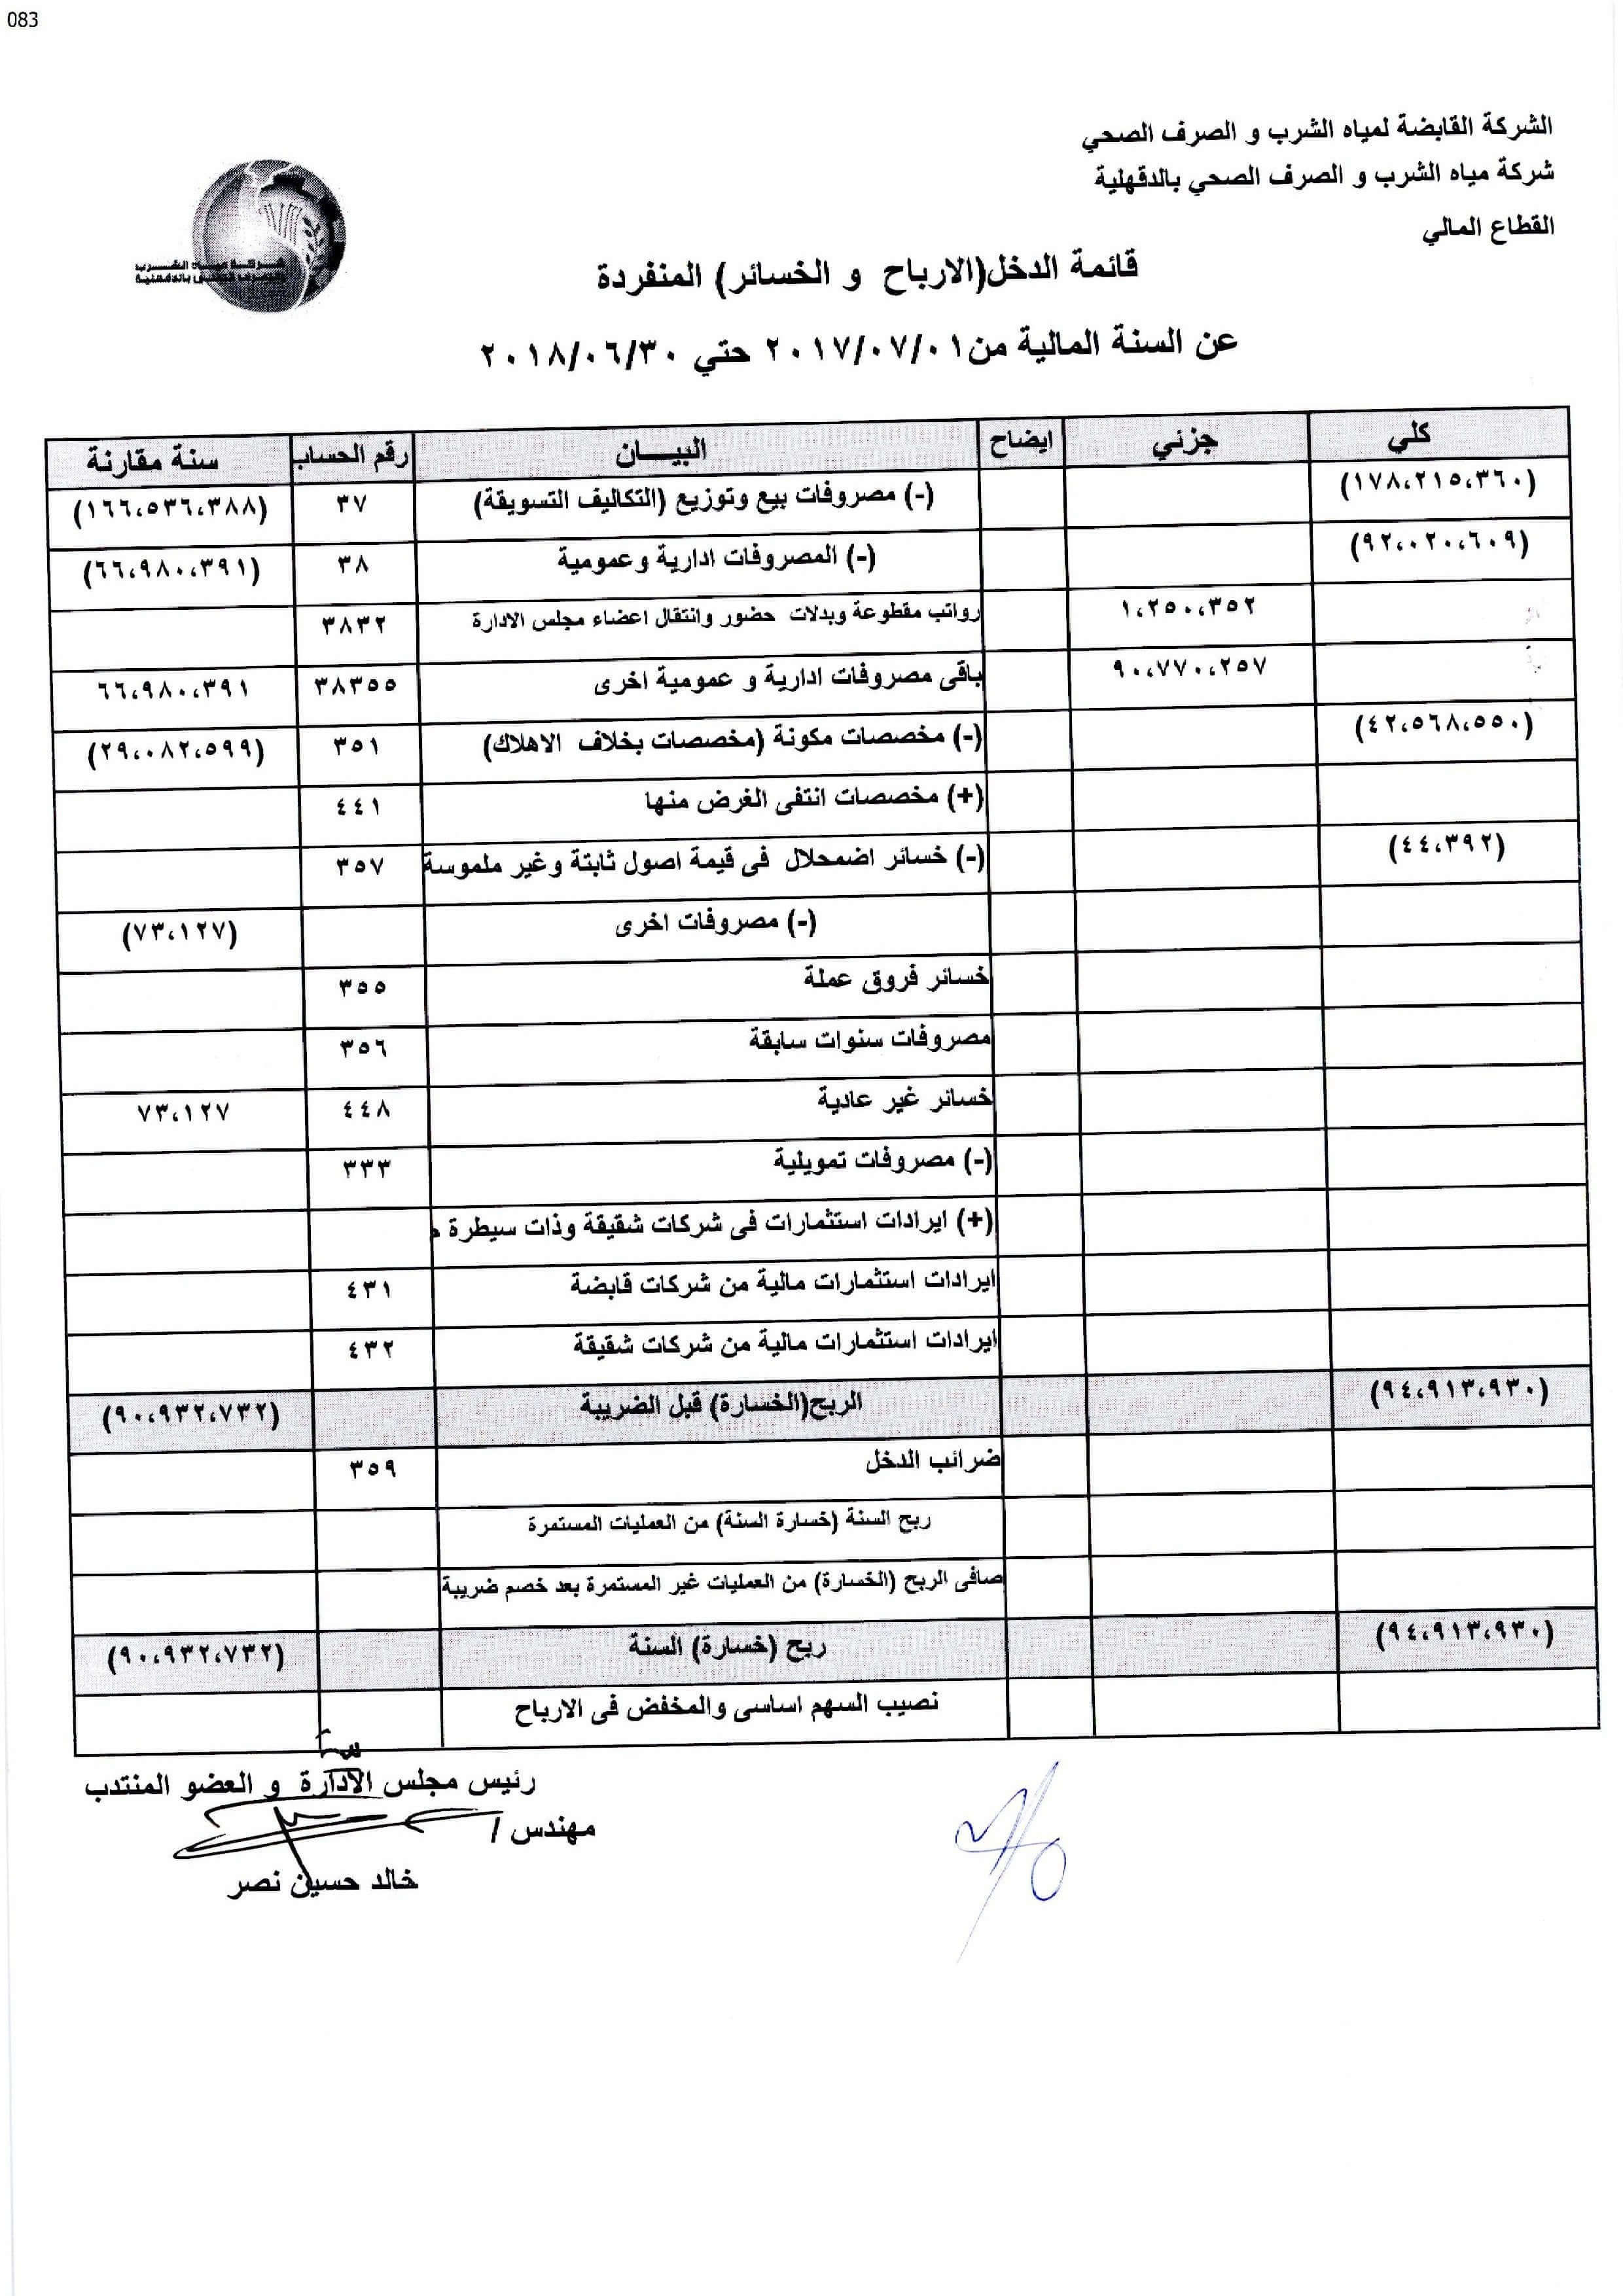 083
الشركة القابضة لمياه الشرب و الصرف الصحي
شركة مياه الشرب و الصرف الصحي بالدقهلية
القطاع المالي
قائمة الدخل(الارباح و الخسائر) المنفردة
عن السنة المالية من ٢٠١٧/٠٧/٠١ حتي ٢٠١٨/٠٦/٣٠
كلي جزئي ايضاح البيـــان رقم الحساب سنة مقارنة
(١٧٨،٢١٥،٣٦٠) (-) مصروفات بيع وتوزيع (التكاليف التسويقة) ٣٧ (١٦٦،٥٣٦،٣٨٨)
(٩٢،٠٢٠،٦٠٩) (-) المصروفات ادارية وعمومية ٣٨ (٦٦،٩٨٠،٣٩١)
١،٢٥٠،٣٥٢ رواتب مقطوعة وبدلات حضور وانتقال اعضاء مجلس الادارة ٣٨٣٢
٩٠،٧٧٠،٢٥٧ باقى مصروفات ادارية و عمومية اخرى ٣٨٣٥٥ ٦٦،٩٨٠،٣٩١
(٤٢،٥٦٨،٥٥٠) (-) مخصصات مكونة (مخصصات بخلاف الاهلاك) ٣٥١ (٢٩،٠٨٢،٥٩٩)
(+) مخصصات انتفى الغرض منها ٤٤١
(٤٤،٣٩٢) (-) خسائر اضمحلال فى قيمة اصول ثابتة وغير ملموسة ٣٥٧
(-) مصروفات اخرى (٧٣،١٢٧)
خسائر فروق عملة ٣٥٥
مصروفات سنوات سابقة ٣٥٦
خسائر غير عادية ٤٤٨ ٧٣،١٢٧
(-) مصروفات تمويلية ٣٣٣
(+) ايرادات استثمارات فى شركات شقيقة وذات سيطرة م
ايرادات استثمارات مالية من شركات قابضة ٤٣١
ايرادات استثمارات مالية من شركات شقيقة ٤٣٢
(٩٤،٩١٣،٩٣٠) الربح(الخسارة) قبل الضريبة (٩٠،٩٣٢،٧٣٢)
ضرائب الدخل ٣٥٩
ربح السنة (خسارة السنة) من العمليات المستمرة
صافى الربح (الخسارة) من العمليات غير المستمرة بعد خصم ضريبة
(٩٤،٩١٣،٩٣٠) ربح (خسارة) السنة (٩٠،٩٣٢،٧٣٢)
نصيب السهم اساسى والمخفض فى الارباح
رئيس مجلس الادارة و العضو المنتدب
مهندس /
خالد حسين نصر